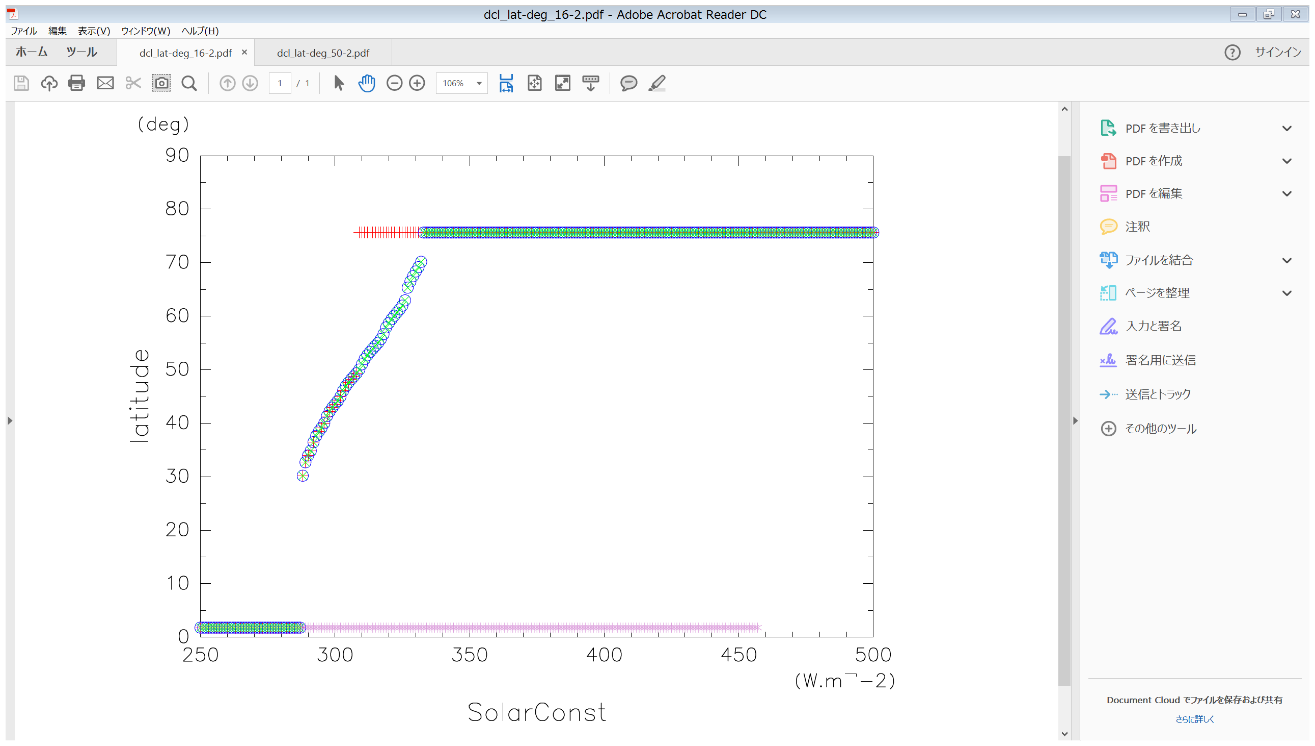 dcl_lat-deg_16-2.pdf - Adobe Acrobat Reader DC
ファイル 編集 表示(V) ウィンドウ(W) ヘルプ(H)
ホーム ツール dcl_lat-deg_16-2.pdf × dcl_lat-deg_50-2.pdf サインイン
1 / 1 106%
(deg)
90
80
70
60
50
40
30
20
10
0
latitude
250 300 350 400 450 500
(W.m¯-2)
SolarConst
PDF を書き出し
PDF を作成
PDF を編集
注釈
ファイルを結合
ページを整理
入力と署名
署名用に送信
送信とトラック
その他のツール
Document Cloud でファイルを保存および共有
さらに詳しく